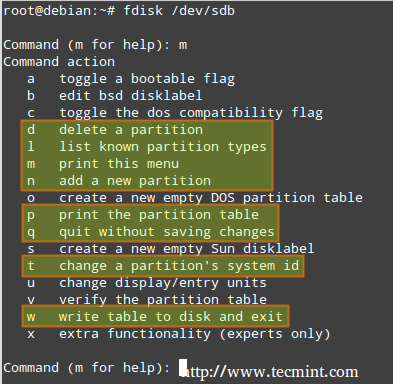 root@debian:~# fdisk /dev/sdb
Command (m for help): m
Command action
a toggle a bootable flag
b edit bsd disklabel
c toggle the dos compatibility flag
d delete a partition
l list known partition types
m print this menu
n add a new partition
o create a new empty DOS partition table
p print the partition table
q quit without saving changes
s create a new empty Sun disklabel
t change a partition's system id
u change display/entry units
v verify the partition table
w write table to disk and exit
x extra functionality (experts only)
Command (m for help): http://www.tecmint.com